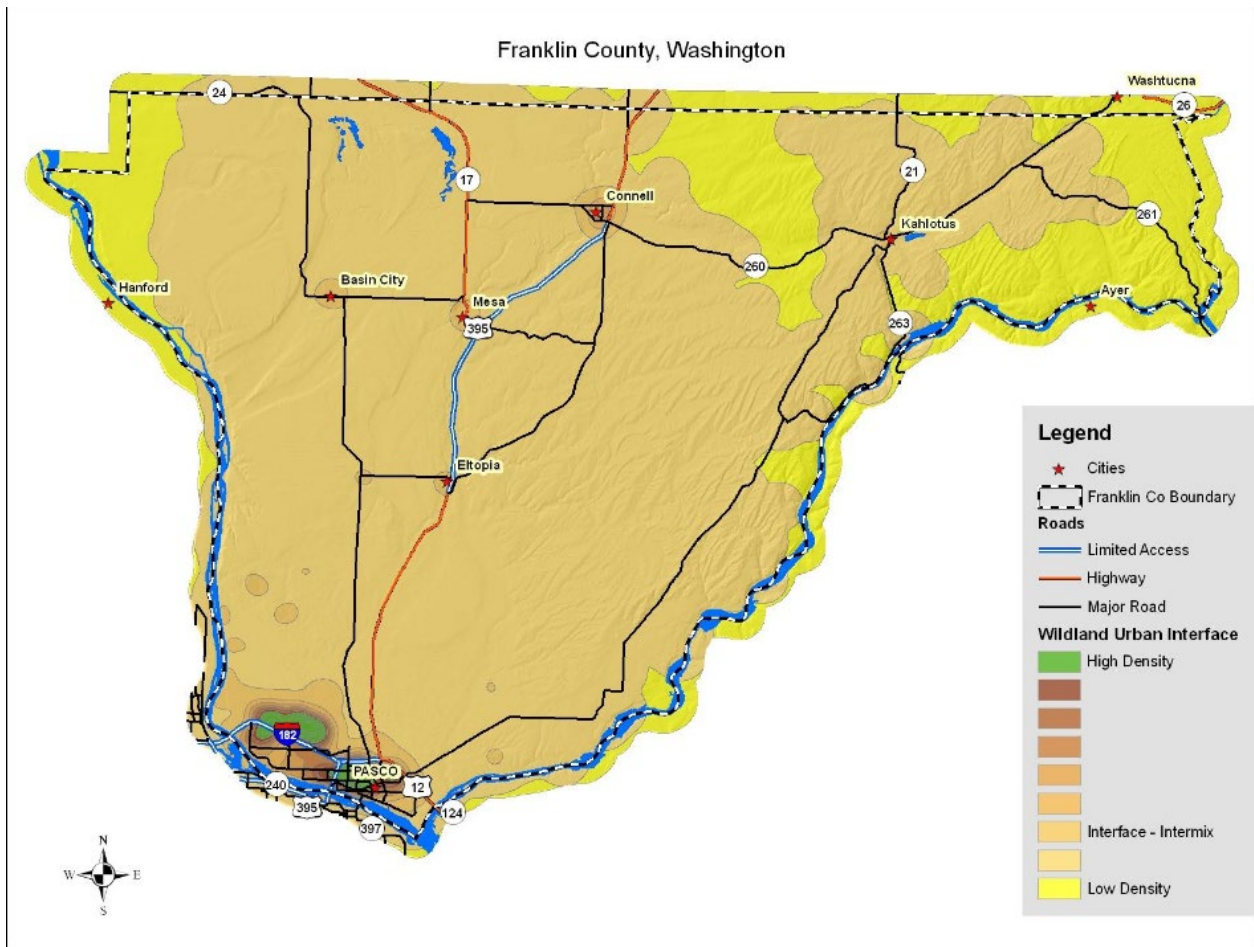 Franklin County, Washington
Washtucna
24
26
17
Connell
21
Kahlotus
261
260
Hanford
Basin City
Mesa
395
Ayer
263
Eltopia
182
PASCO
240
395
397
12
124
Legend
Cities
Franklin Co Boundary
Roads
Limited Access
Highway
Major Road
Wildland Urban Interface
High Density
Interface - Intermix
Low Density
N
W
E
S